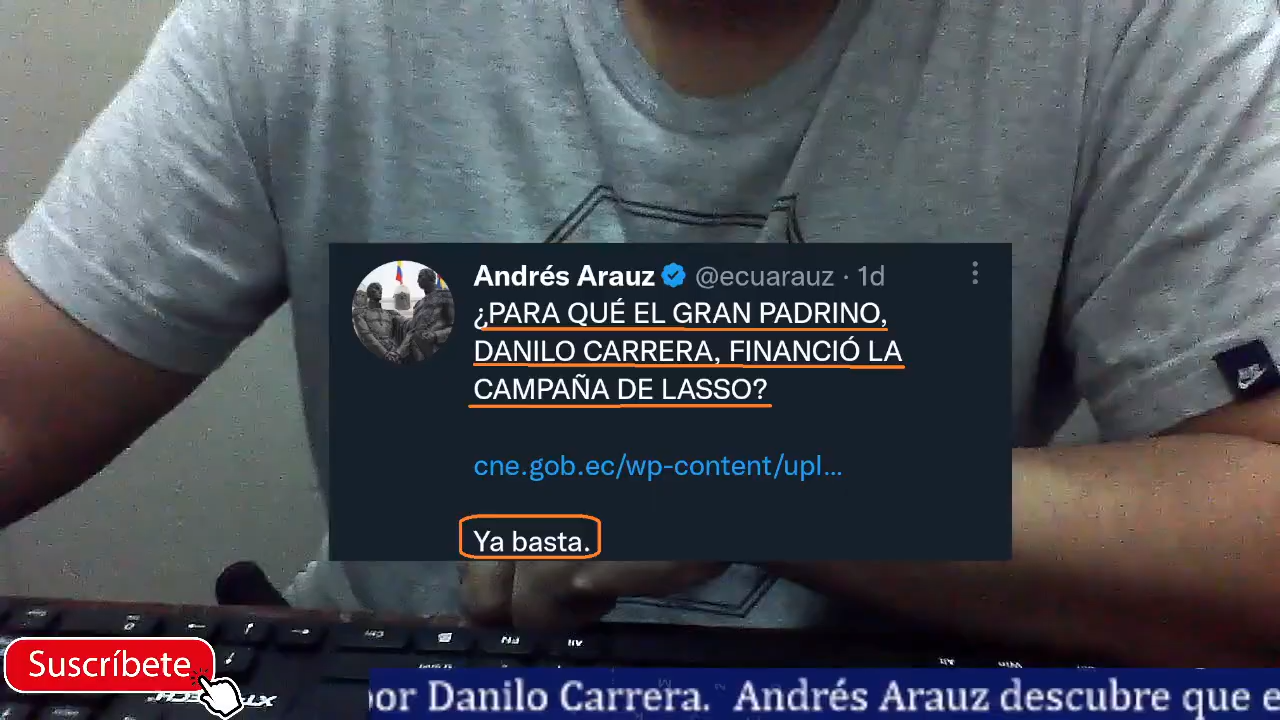 Andrés Arauz @ecuarauz · 1d
¿PARA QUÉ EL GRAN PADRINO,
DANILO CARRERA, FINANCIÓ LA
CAMPAÑA DE LASSO?
cne.gob.ec/wp-content/upl...
Ya basta.
Suscríbete
por Danilo Carrera. Andrés Arauz descubre que e